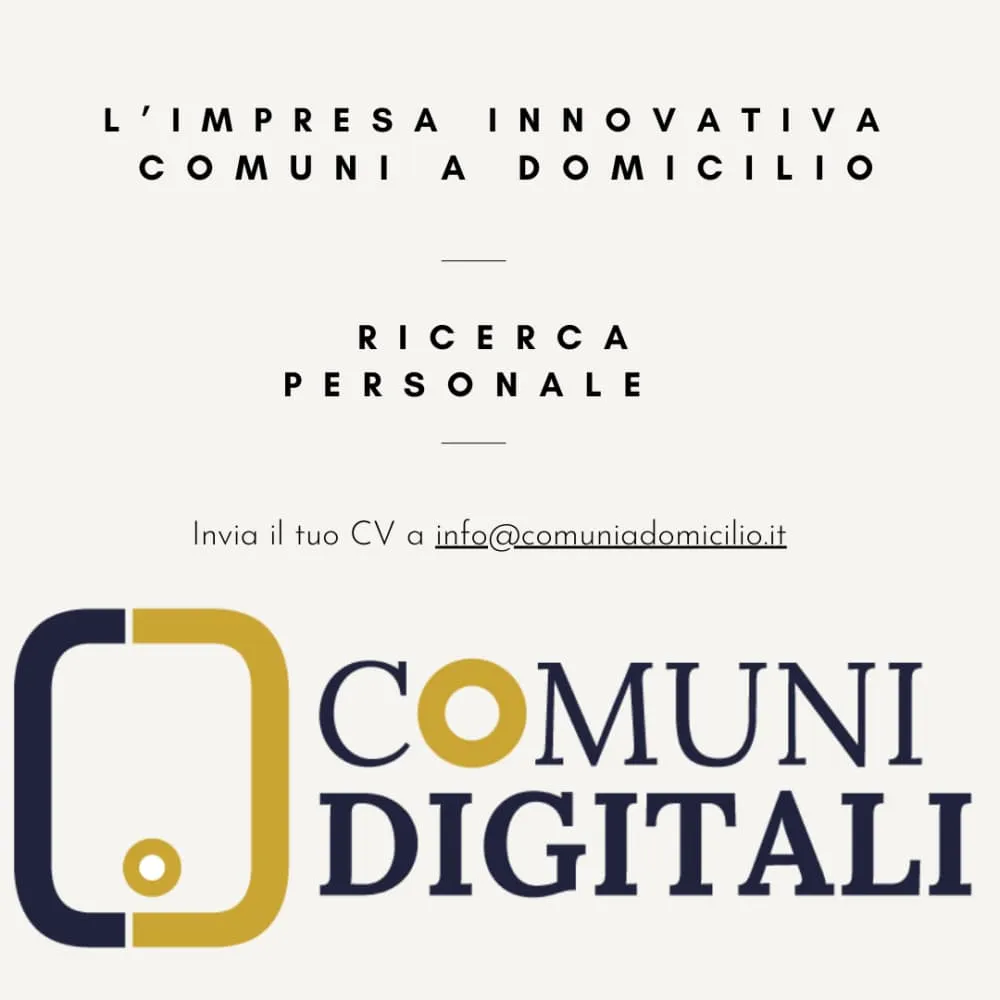 L’IMPRESA INNOVATIVA
COMUNI A DOMICILIO
RICERCA
PERSONALE
Invia il tuo CV a info@comuniadomicilio.it
COMUNI
DIGITALI